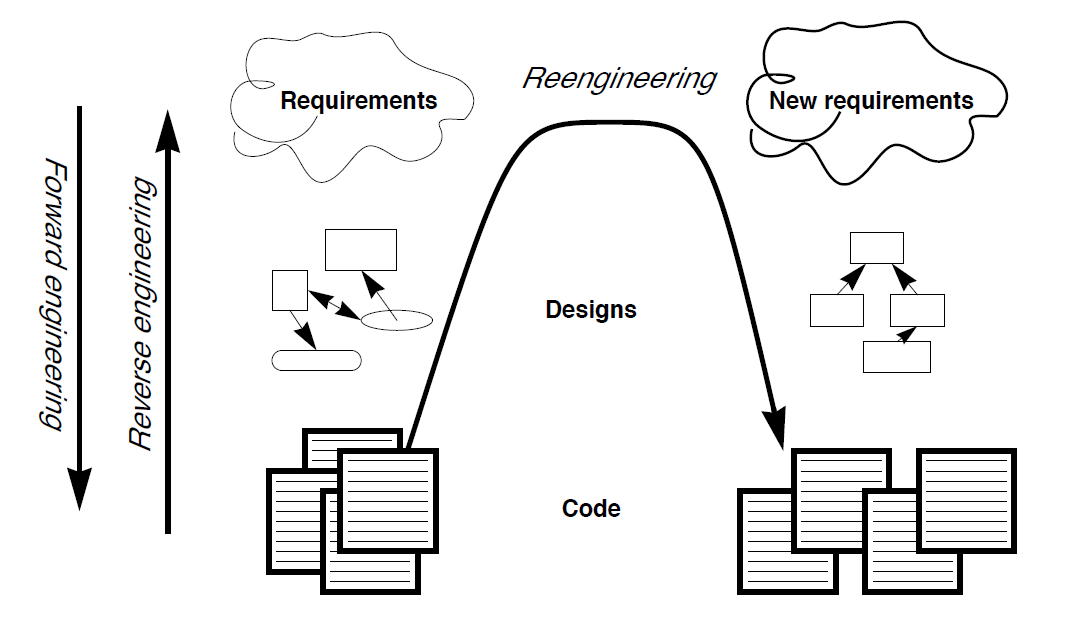 Requirements
Reengineering
New requirements
Forward engineering
Reverse engineering
Designs
Code